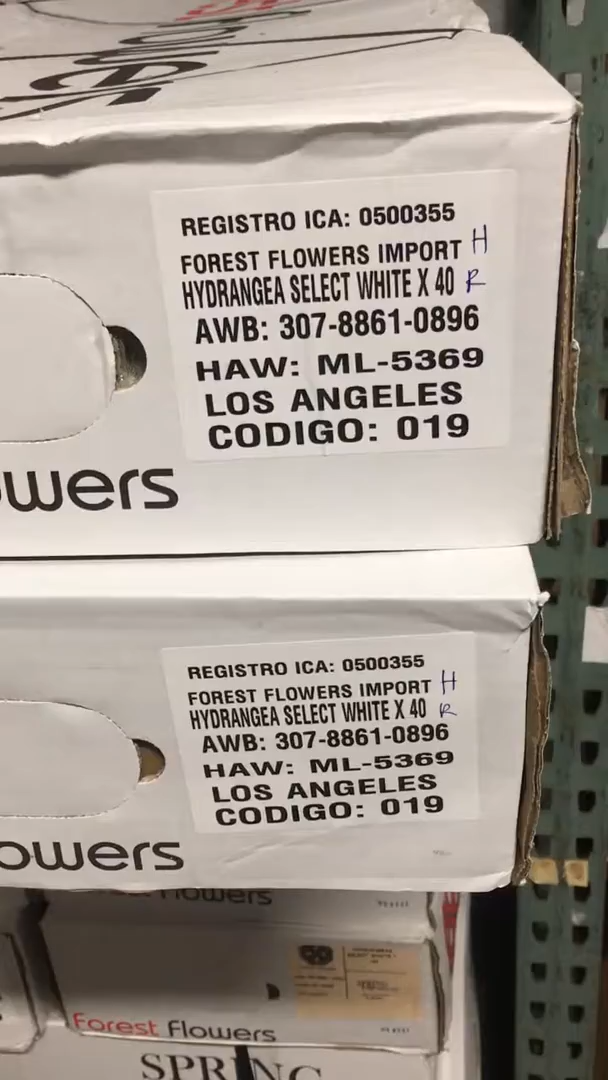 REGISTRO ICA: 0500355
FOREST FLOWERS IMPORT H
HYDRANGEA SELECT WHITE X 40 R
AWB: 307-8861-0896
HAW: ML-5369
LOS ANGELES
CODIGO: 019
wers
REGISTRO ICA: 0500355
FOREST FLOWERS IMPORT H
HYDRANGEA SELECT WHITE X 40 R
AWB: 307-8861-0896
HAW: ML-5369
LOS ANGELES
CODIGO: 019
owers
Flowers
Forest Flowers
SPRING